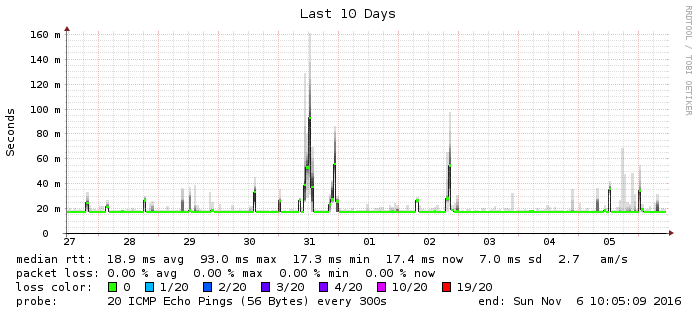 Last 10 Days
RRDTOOL / TOBI OETIKER
Seconds
160 m
140 m
120 m
100 m
80 m
60 m
40 m
20 m
0
27 28 29 30 31 01 02 03 04 05
median rtt: 18.9 ms avg 93.0 ms max 17.3 ms min 17.4 ms now 7.0 ms sd 2.7 am/s
packet loss: 0.00 % avg 0.00 % max 0.00 % min 0.00 % now
loss color: 0 1/20 2/20 3/20 4/20 10/20 19/20
probe: 20 ICMP Echo Pings (56 Bytes) every 300s end: Sun Nov 6 10:05:09 2016